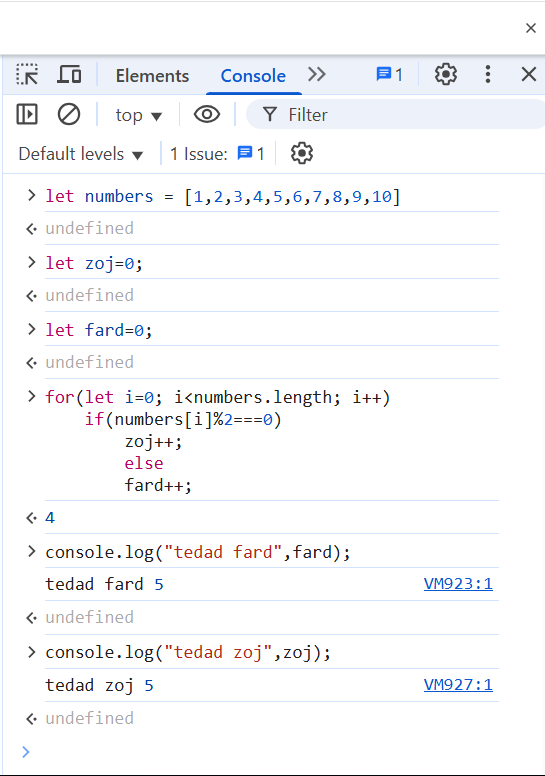 Elements Console 1
top Filter
Default levels 1 Issue: 1
let numbers = [1,2,3,4,5,6,7,8,9,10]
undefined
let zoj=0;
undefined
let fard=0;
undefined
for(let i=0; i<numbers.length; i++)
    if(numbers[i]%2===0)
        zoj++;
        else
        fard++;
4
console.log("tedad fard",fard);
tedad fard 5 VM923:1
undefined
console.log("tedad zoj",zoj);
tedad zoj 5 VM927:1
undefined